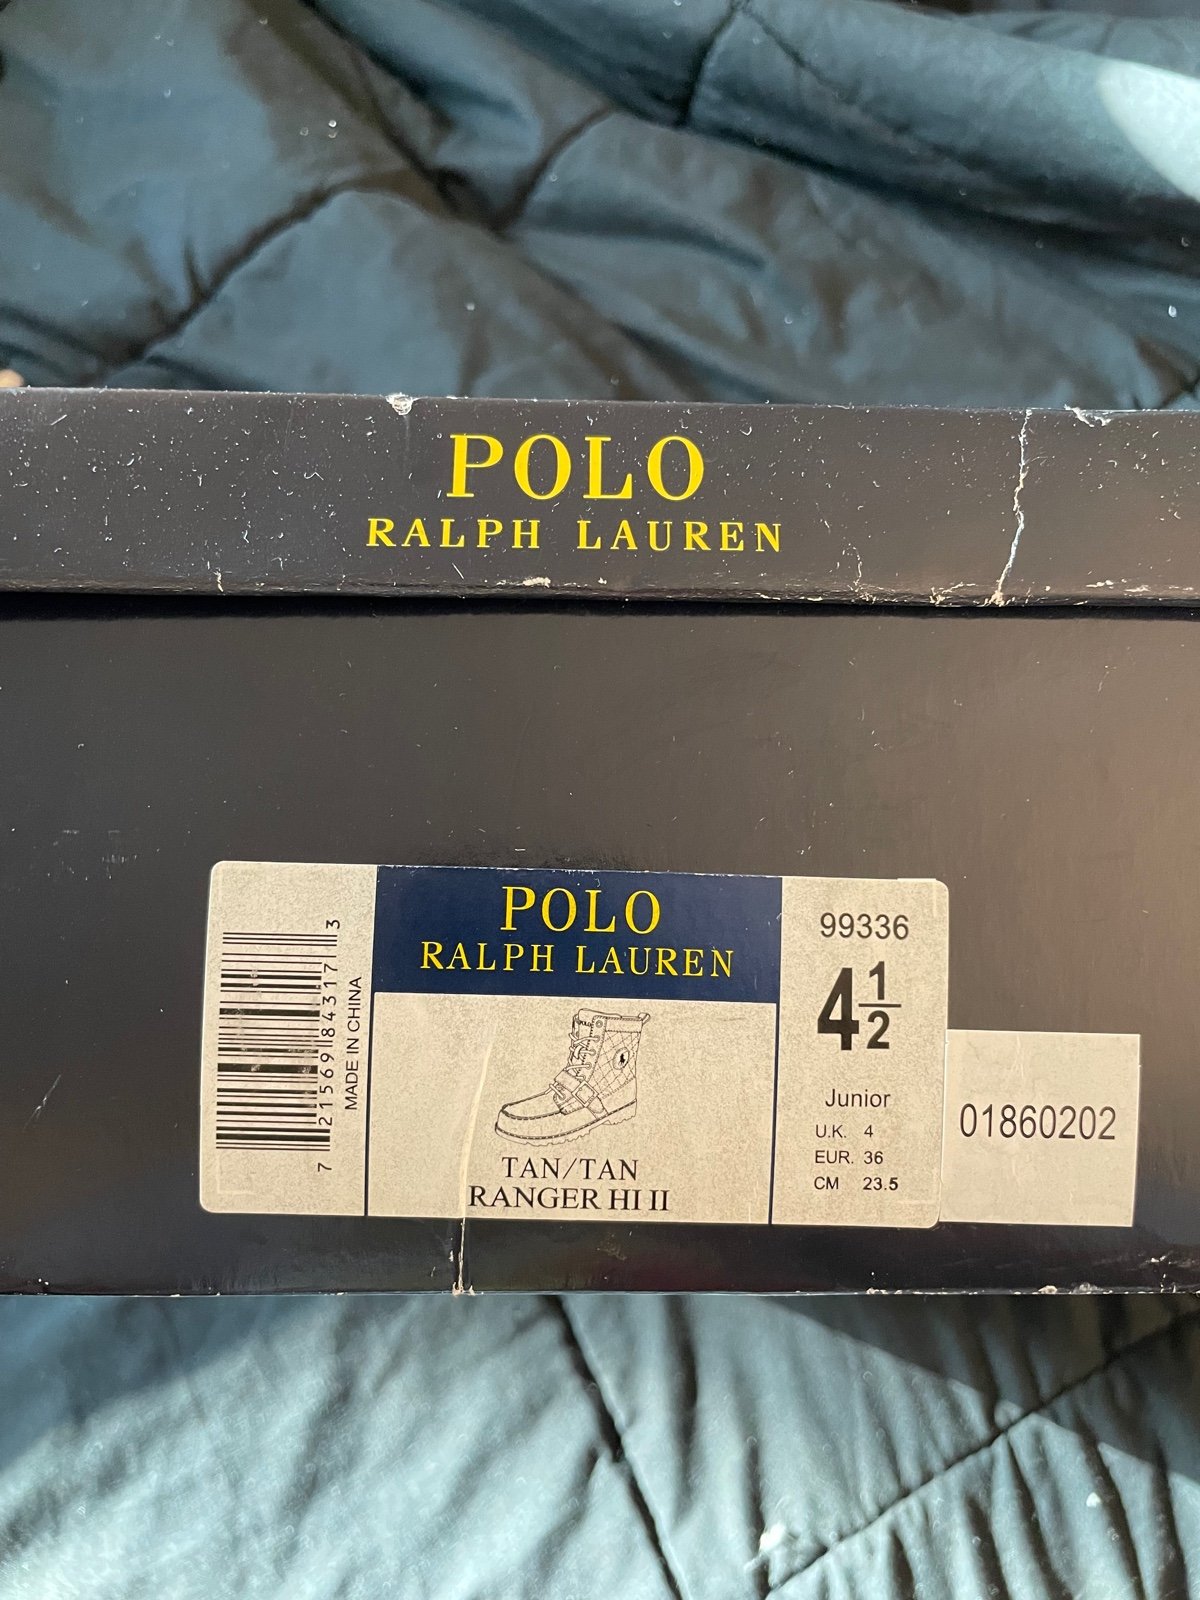 POLO
RALPH LAUREN
7 21569 84317 3
MADE IN CHINA
POLO
RALPH LAUREN
POLO
TAN/TAN
RANGER HI II
99336
4 1/2
Junior
U.K. 4
EUR. 36
CM 23.5
01860202